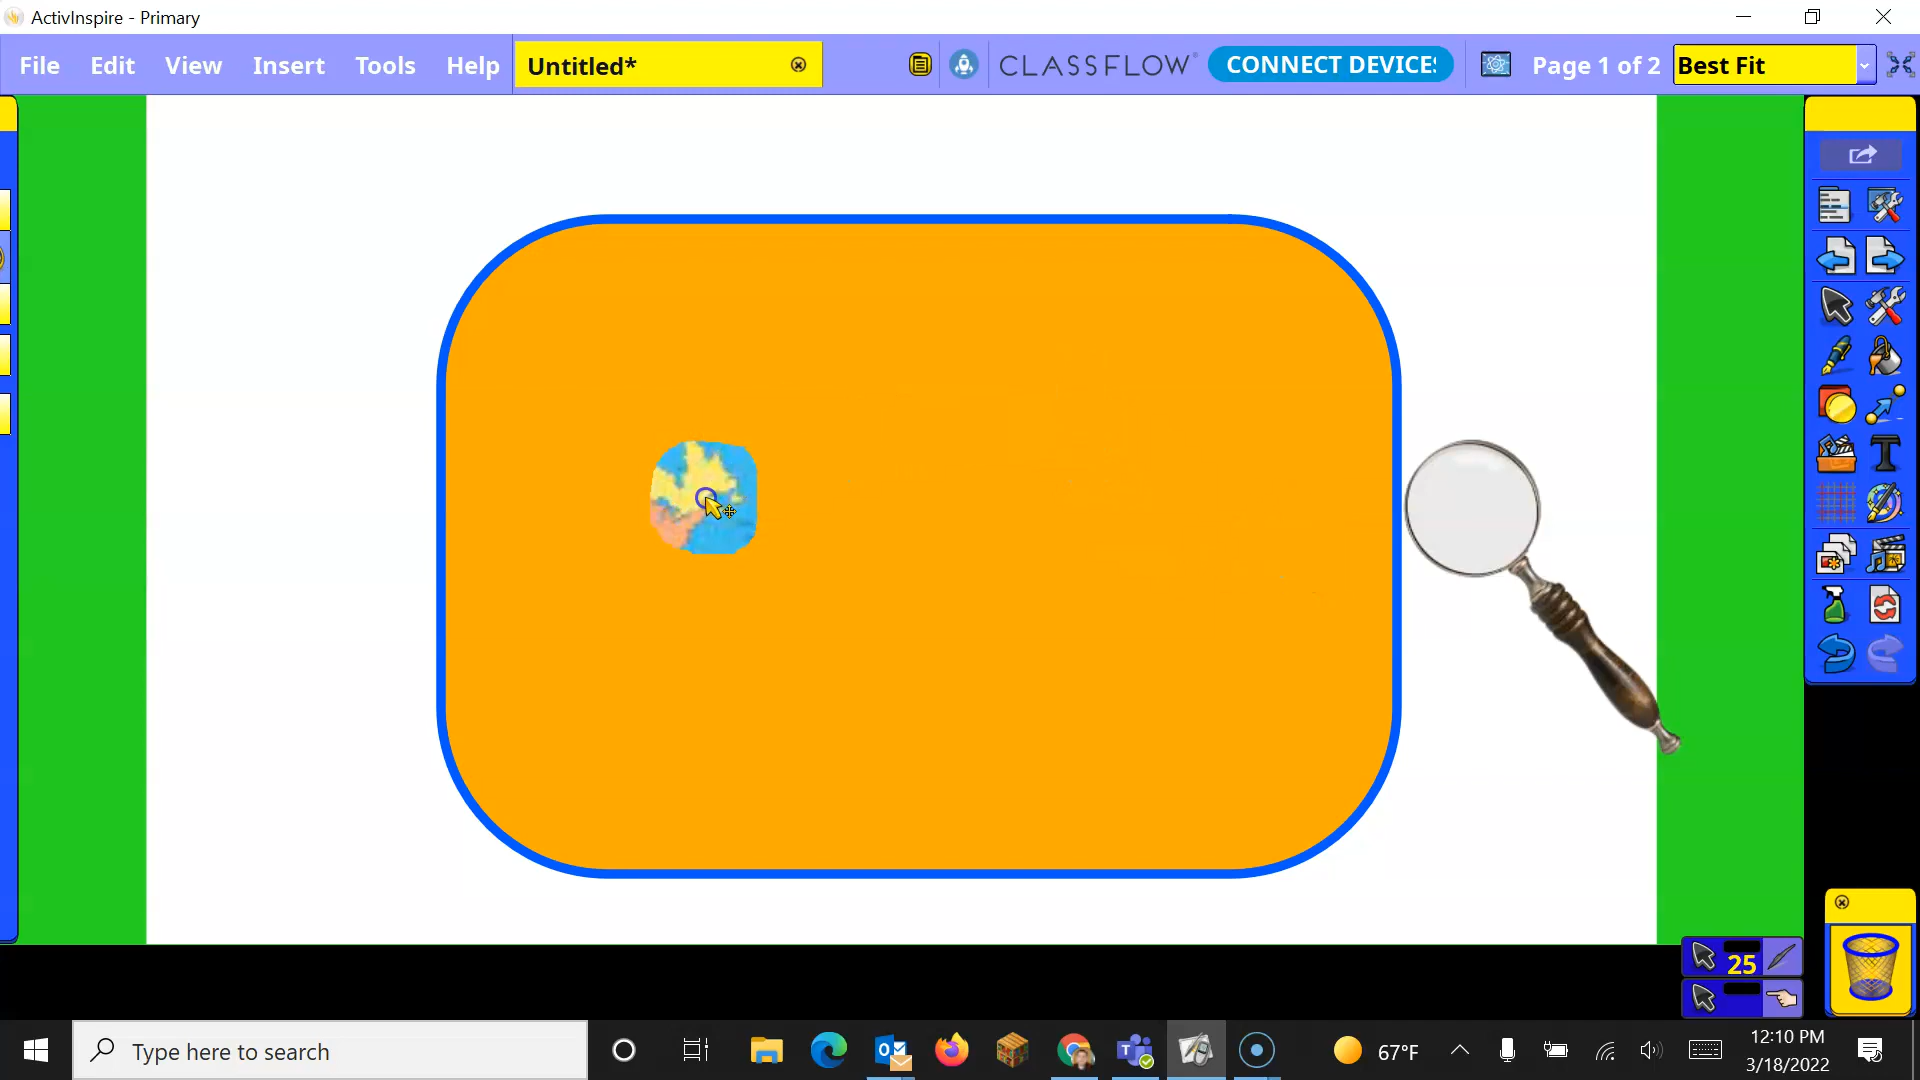 ActivInspire - Primary
File Edit View Insert Tools Help Untitled* CLASSFLOW CONNECT DEVICES Page 1 of 2 Best Fit
25
Type here to search 67°F 12:10 PM
3/18/2022